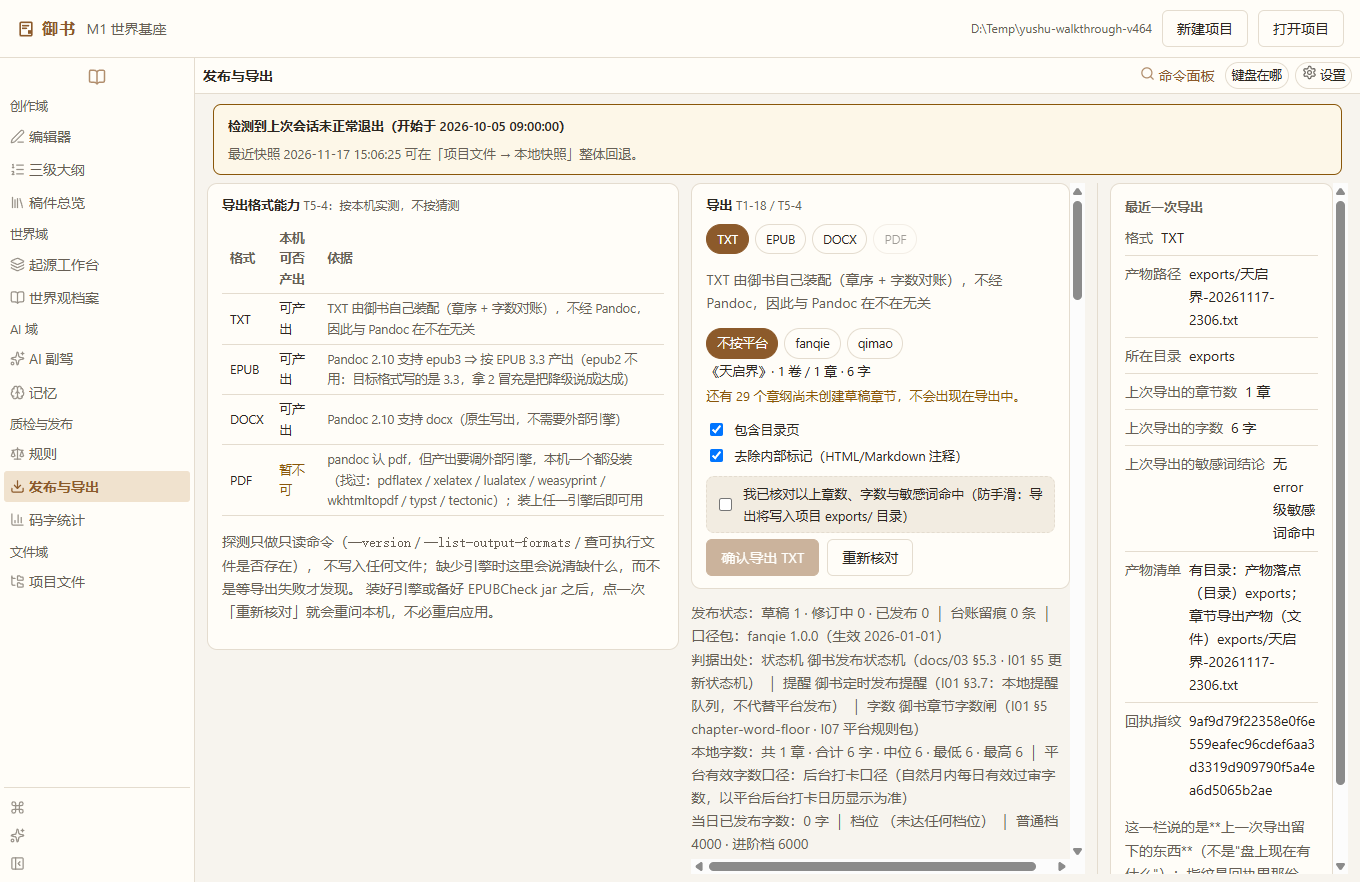 御书 M1 世界基座
D:\Temp\yushu-walkthrough-v464 新建项目 打开项目
创作域
编辑器
三级大纲
稿件总览
世界域
起源工作台
世界观档案
AI 域
AI 副驾
记忆
质检与发布
规则
发布与导出
码字统计
文件域
项目文件
发布与导出
命令面板 键盘在哪 设置
检测到上次会话未正常退出（开始于 2026-10-05 09:00:00）
最近快照 2026-11-17 15:06:25 可在「项目文件 → 本地快照」整体回退。
导出格式能力 T5-4：按本机实测，不按猜测
格式 本机可否产出 依据
TXT 可产出 TXT 由御书自己装配（章序 + 字数对账），不经 Pandoc，
因此与 Pandoc 在不在无关
EPUB 可产出 Pandoc 2.10 支持 epub3 ⇒ 按 EPUB 3.3 产出（epub2 不
用：目标格式写的是 3.3，拿 2 冒充是把降级说成达成）
DOCX 可产出 Pandoc 2.10 支持 docx（原生写出，不需要外部引擎）
PDF 暂不可 pandoc 认 pdf，但产出要调外部引擎，本机一个都没装
（找过：pdflatex / xelatex / lualatex / weasyprint /
wkhtmltopdf / typst / tectonic）；装上任一引擎后即可用
探测只做只读命令（--version / --list-output-formats / 查可执行文
件是否存在），不写入任何文件；缺少引擎时这里会说清缺什么，而不
是等导出失败才发现。 装好引擎或备好 EPUBCheck jar 之后，点一次
「重新核对」就会重问本机，不必重启应用。
导出 T1-18 / T5-4
TXT EPUB DOCX PDF
TXT 由御书自己装配（章序 + 字数对账），不经
Pandoc，因此与 Pandoc 在不在无关
不按平台 fanqie qimao
《天启界》 · 1 卷 / 1 章 · 6 字
还有 29 个章纲尚未创建草稿章节，不会出现在导出中。
包含目录页
去除内部标记（HTML/Markdown 注释）
我已核对以上章数、字数与敏感词命中（防手滑：导
出将写入项目 exports/ 目录）
确认导出 TXT 重新核对
发布状态：草稿 1 · 修订中 0 · 已发布 0 ｜ 台账留痕 0 条 ｜
口径包：fanqie 1.0.0（生效 2026-01-01）
判据出处：状态机 御书发布状态机（docs/03 §5.3 · I01 §5 更
新状态机） ｜ 提醒 御书定时发布提醒（I01 §3.7：本地提醒
队列，不代替平台发布） ｜ 字数 御书章节字数闸（I01 §5
chapter-word-floor · I07 平台规则包）
本地字数：共 1 章 · 合计 6 字 · 中位 6 · 最低 6 · 最高 6 ｜ 平
台有效字数口径：后台打卡口径（自然月内每日有效过审字
数，以平台后台打卡日历显示为准）
当日已发布字数：0 字 ｜ 档位 （未达任何档位） ｜ 普通档
4000 · 进阶档 6000
最近一次导出
格式 TXT
产物路径 exports/天启
界-20261117-
2306.txt
所在目录 exports
上次导出的章节数 1 章
上次导出的字数 6 字
上次导出的敏感词结论 无
error
级敏感
词命中
产物清单 有目录：产物落点
（目录）exports；
章节导出产物（文
件）exports/天启
界-20261117-
2306.txt
回执指纹 9af9d79f22358e0f6e
559eafec96cdef6aa3
d3319d909790f5a4e
a6d5065b2ae
这一栏说的是**上一次导出留
下的东西**（不是"盘上现在有
什么"）；指纹是回执里那份